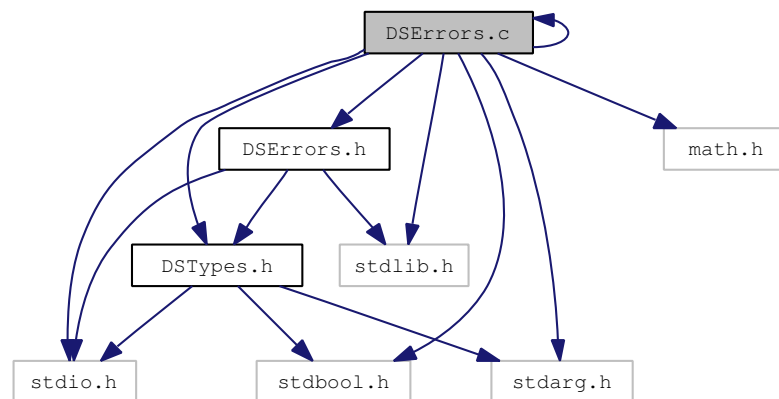 DSErrors.c
DSErrors.h
math.h
DSTypes.h
stdlib.h
stdio.h
stdbool.h
stdarg.h